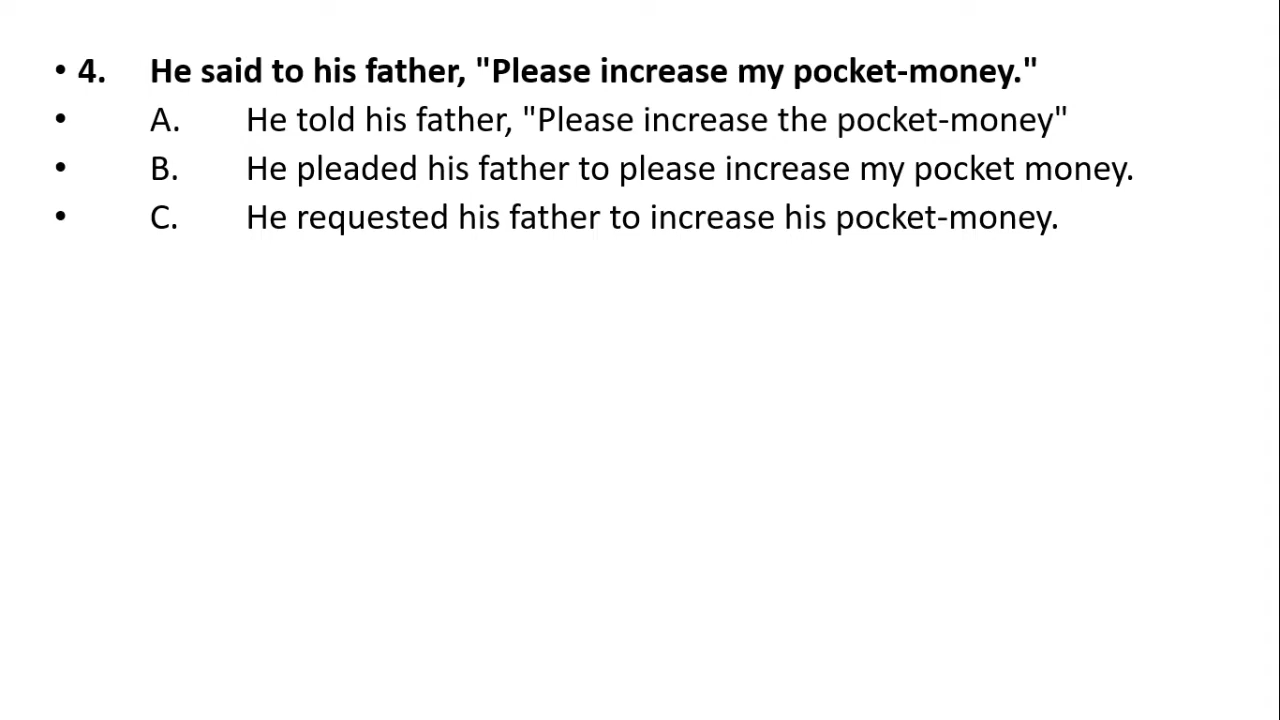 • 4. He said to his father, "Please increase my pocket-money."
• A. He told his father, "Please increase the pocket-money"
• B. He pleaded his father to please increase my pocket money.
• C. He requested his father to increase his pocket-money.